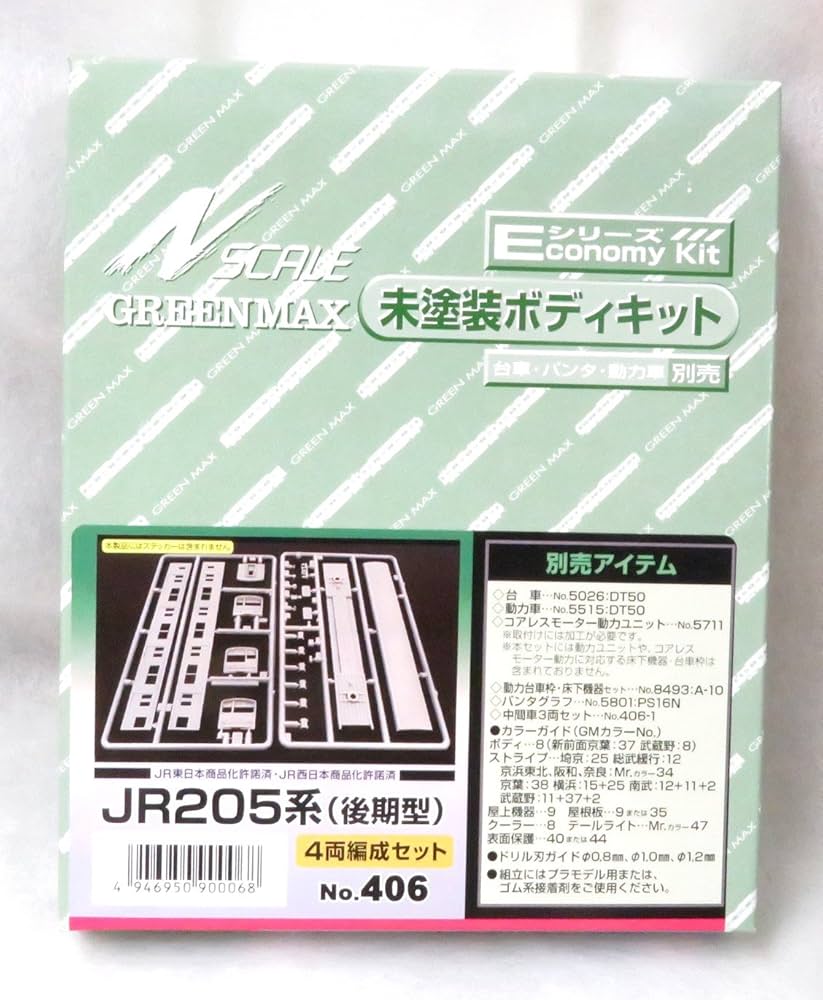 N SCALE
GREENMAX
Eシリーズ
Economy Kit
未塗装ボディキット
台車・パンタ・動力車 別売
本製品にはステッカーは含まれません
JR東日本商品化許諾済・JR西日本商品化許諾済
JR205系(後期型)
4両編成セット
No.406
4 946950 900068
別売アイテム
◇台 車…No.5026:DT50
◇動力車…No.5515:DT50
◇コアレスモーター動力ユニット…No.5711
※取付けには加工が必要です。
※本セットには動力ユニットや、コアレス
モーター動力に対応する床下機器・台車枠は
含まれておりません。
◇動力台車枠・床下機器セット…No.8493:A-10
◇パンタグラフ…No.5801:PS16N
◇中間車3両セット…No.406-1
●カラーガイド(GMカラーNo.)
ボディ…8(新前面京葉:37 武蔵野:8)
ストライプ…埼京:25 総武緩行:12
京浜東北、阪和、奈良:Mr.カラー34
京葉:38 横浜:15+25 南武:12+11+2
武蔵野:11+37+2
屋上機器…9 屋根板…9または35
クーラー…8 テールライト…Mr.カラー47
表面保護…40または44
●ドリル刃ガイドφ0.8㎜、φ1.0㎜、φ1.2㎜
●組立にはプラモデル用または、
ゴム系接着剤をご使用ください。